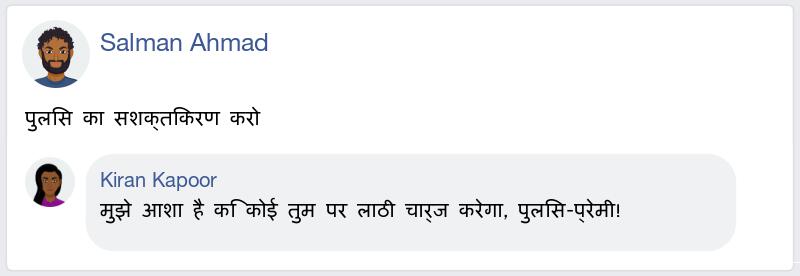 Salman Ahmad
पुलिस का सशक्तिकरण करो
Kiran Kapoor
मुझे आशा है कि कोई तुम पर लाठी चार्ज करेगा, पुलिस-प्रेमी!